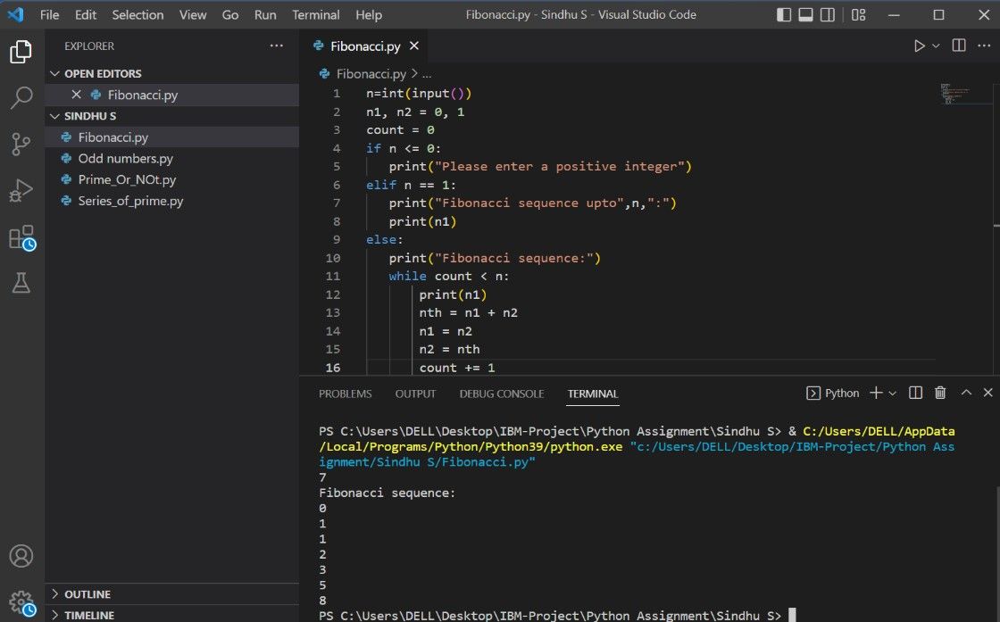 File Edit Selection View Go Run Terminal Help Fibonacci.py - Sindhu S - Visual Studio Code
EXPLORER
OPEN EDITORS
Fibonacci.py
SINDHU S
Fibonacci.py
Odd numbers.py
Prime_Or_NOt.py
Series_of_prime.py
OUTLINE
TIMELINE
Fibonacci.py
Fibonacci.py > ...
1 n=int(input())
2 n1, n2 = 0, 1
3 count = 0
4 if n <= 0:
5 print("Please enter a positive integer")
6 elif n == 1:
7 print("Fibonacci sequence upto",n,":")
8 print(n1)
9 else:
10 print("Fibonacci sequence:")
11 while count < n:
12 print(n1)
13 nth = n1 + n2
14 n1 = n2
15 n2 = nth
16 count += 1
PROBLEMS OUTPUT DEBUG CONSOLE TERMINAL Python
PS C:\Users\DELL\Desktop\IBM-Project\Python Assignment\Sindhu S> & C:/Users/DELL/AppData
/Local/Programs/Python/Python39/python.exe "c:/Users/DELL/Desktop/IBM-Project/Python Ass
ignment/Sindhu S/Fibonacci.py"
7
Fibonacci sequence:
0
1
1
2
3
5
8
PS C:\Users\DELL\Desktop\IBM-Project\Python Assignment\Sindhu S>